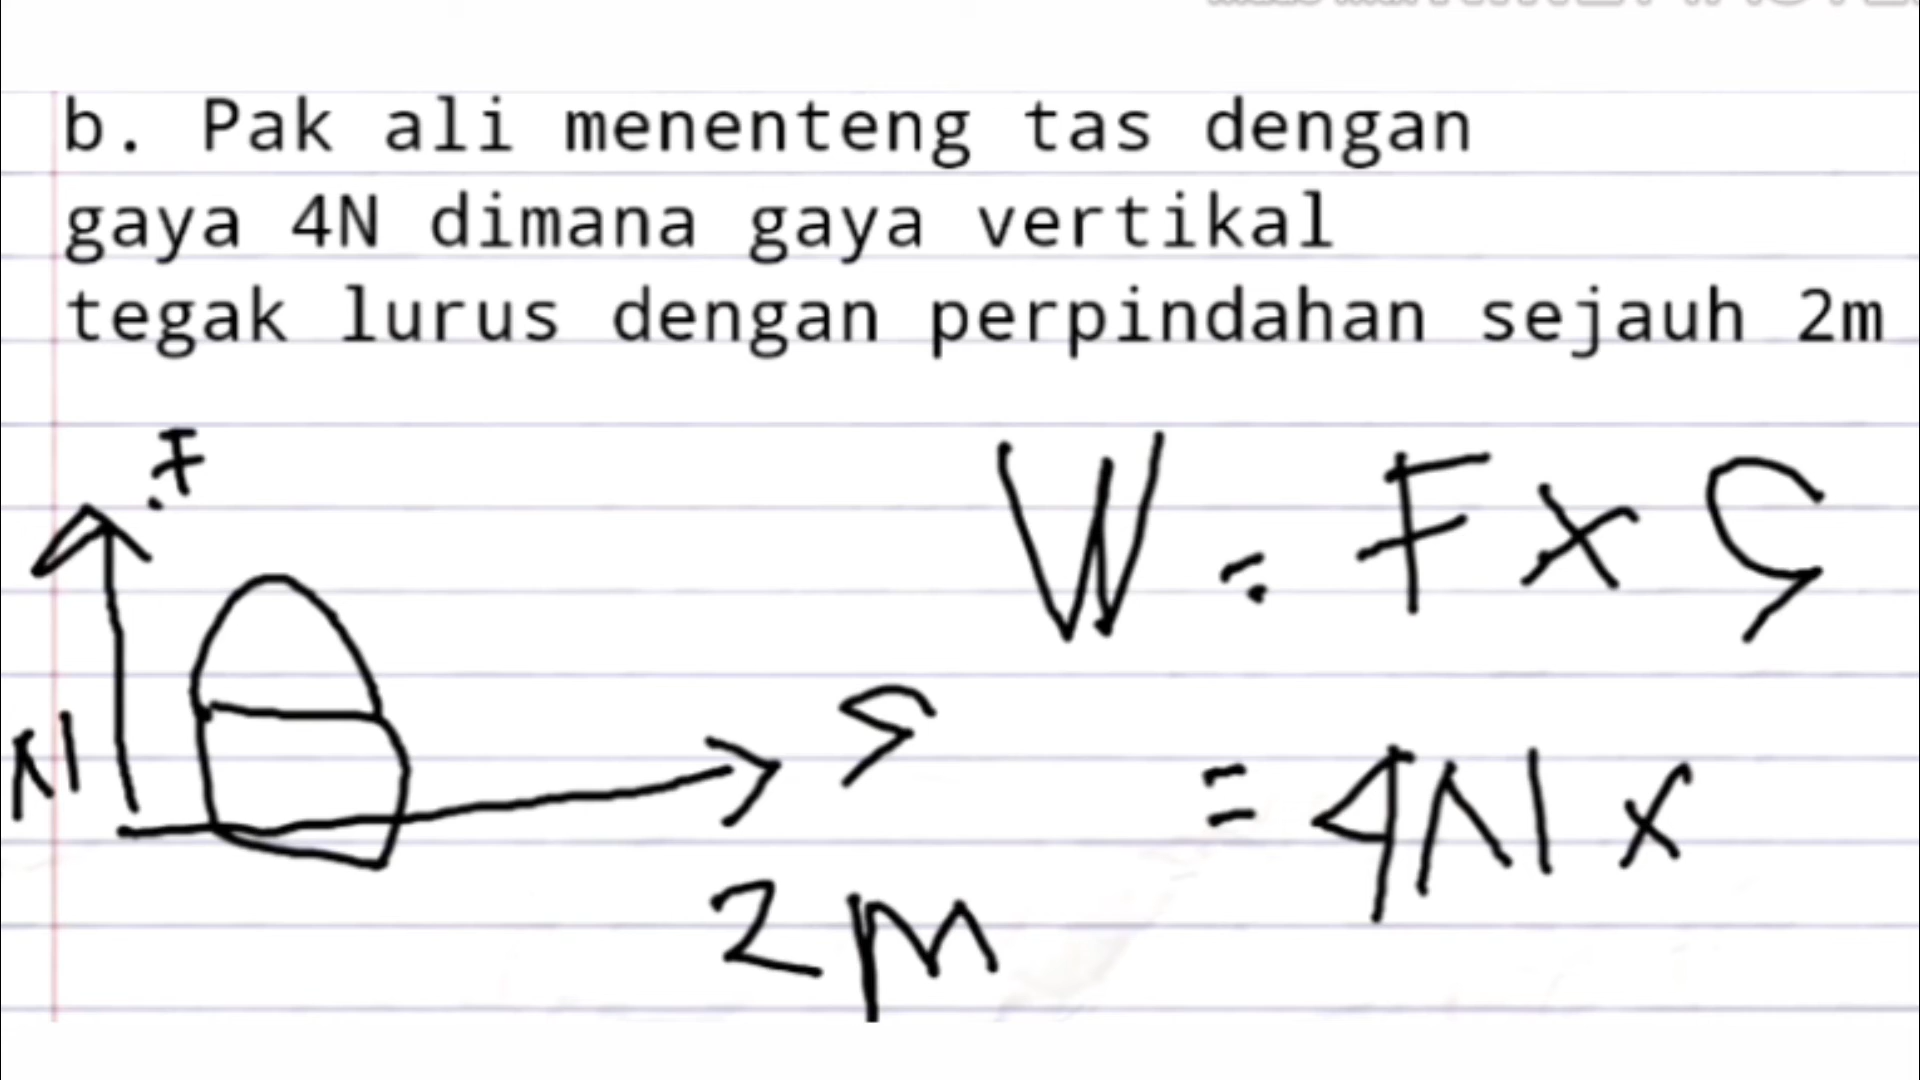 b. Pak ali menenteng tas dengan
gaya 4N dimana gaya vertikal
tegak lurus dengan perpindahan sejauh 2m
F
W = F x S
N
S
= 4N x
2m